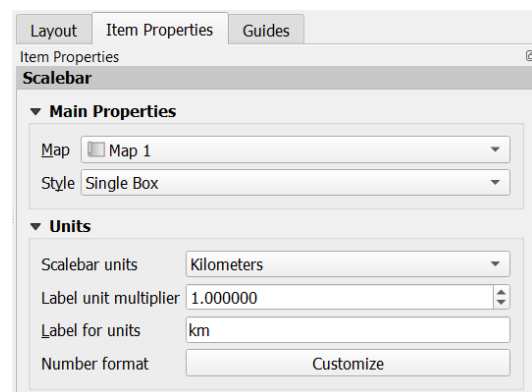 Layout Item Properties Guides
Item Properties
Scalebar
Main Properties
Map Map 1
Style Single Box
Units
Scalebar units Kilometers
Label unit multiplier 1.000000
Label for units km
Number format Customize